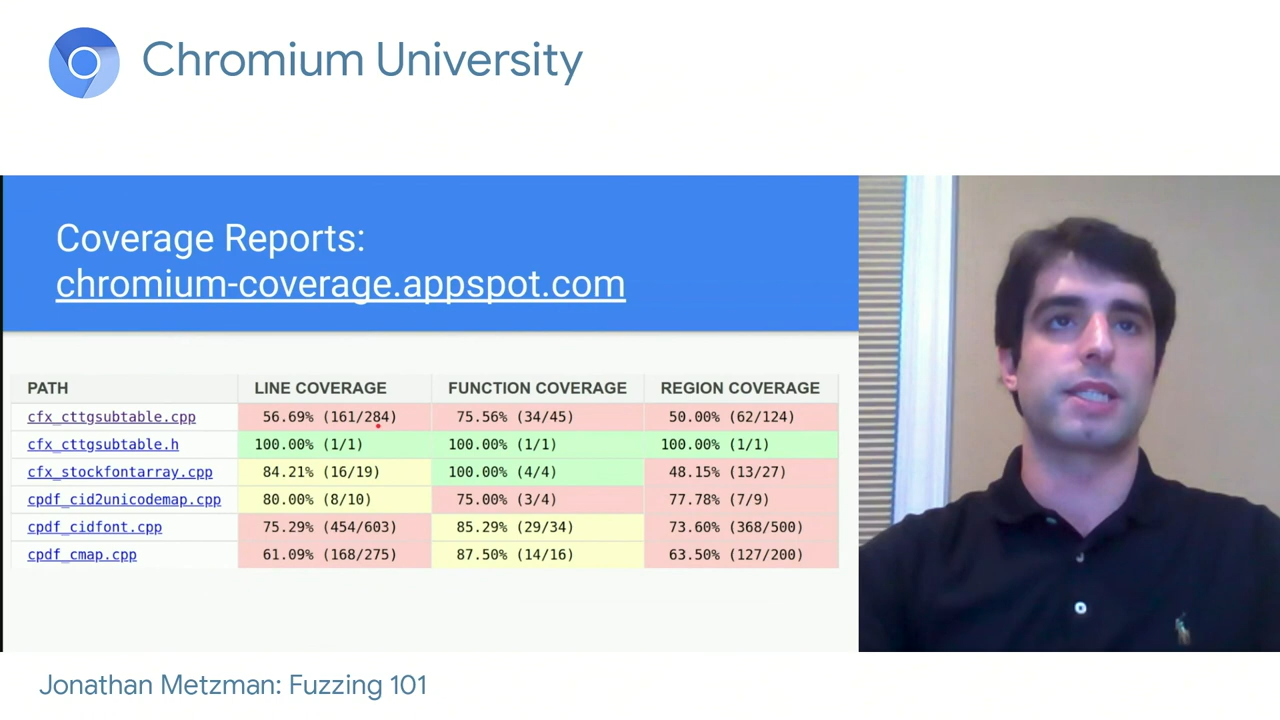 Chromium University
Coverage Reports:
chromium-coverage.appspot.com
PATH LINE COVERAGE FUNCTION COVERAGE REGION COVERAGE
cfx_cttgsubtable.cpp 56.69% (161/284) 75.56% (34/45) 50.00% (62/124)
cfx_cttgsubtable.h 100.00% (1/1) 100.00% (1/1) 100.00% (1/1)
cfx_stockfontarray.cpp 84.21% (16/19) 100.00% (4/4) 48.15% (13/27)
cpdf_cid2unicodemap.cpp 80.00% (8/10) 75.00% (3/4) 77.78% (7/9)
cpdf_cidfont.cpp 75.29% (454/603) 85.29% (29/34) 73.60% (368/500)
cpdf_cmap.cpp 61.09% (168/275) 87.50% (14/16) 63.50% (127/200)
Jonathan Metzman: Fuzzing 101